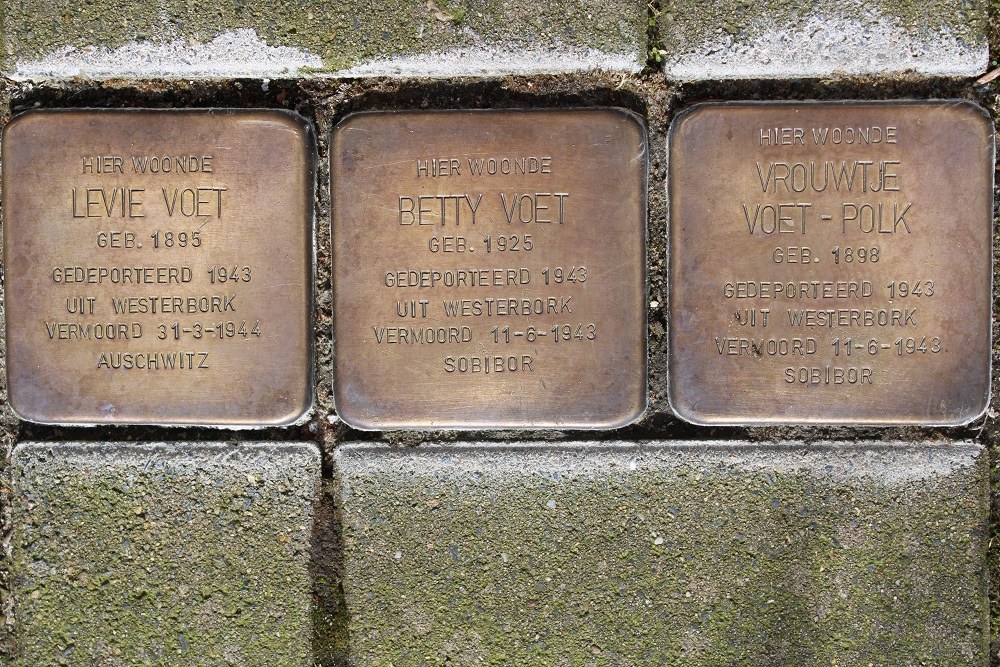 HIER WOONDE
LEVIE VOET
GEB. 1895
GEDEPORTEERD 1943
UIT WESTERBORK
VERMOORD 31-3-1944
AUSCHWITZ
HIER WOONDE
BETTY VOET
GEB. 1925
GEDEPORTEERD 1943
UIT WESTERBORK
VERMOORD 11-6-1943
SOBIBOR
HIER WOONDE
VROUWTJE
VOET - POLK
GEB. 1898
GEDEPORTEERD 1943
UIT WESTERBORK
VERMOORD 11-6-1943
SOBIBOR